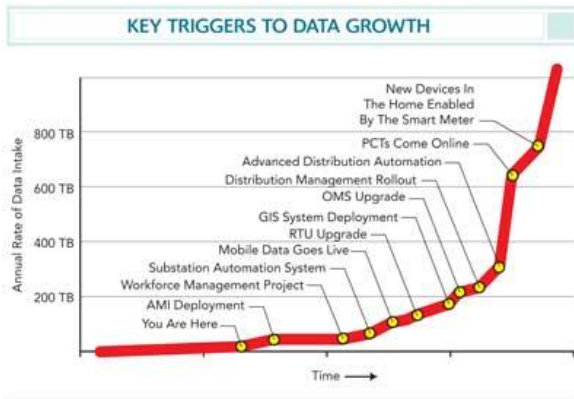 KEY TRIGGERS TO DATA GROWTH
New Devices In
The Home Enabled
By The Smart Meter
PCTs Come Online
Advanced Distribution Automation
Distribution Management Rollout
OMS Upgrade
GIS System Deployment
RTU Upgrade
Mobile Data Goes Live
Substation Automation System
Workforce Management Project
AMI Deployment
You Are Here
Annual Rate of Data Intake
800 TB
600 TB
400 TB
200 TB
Time